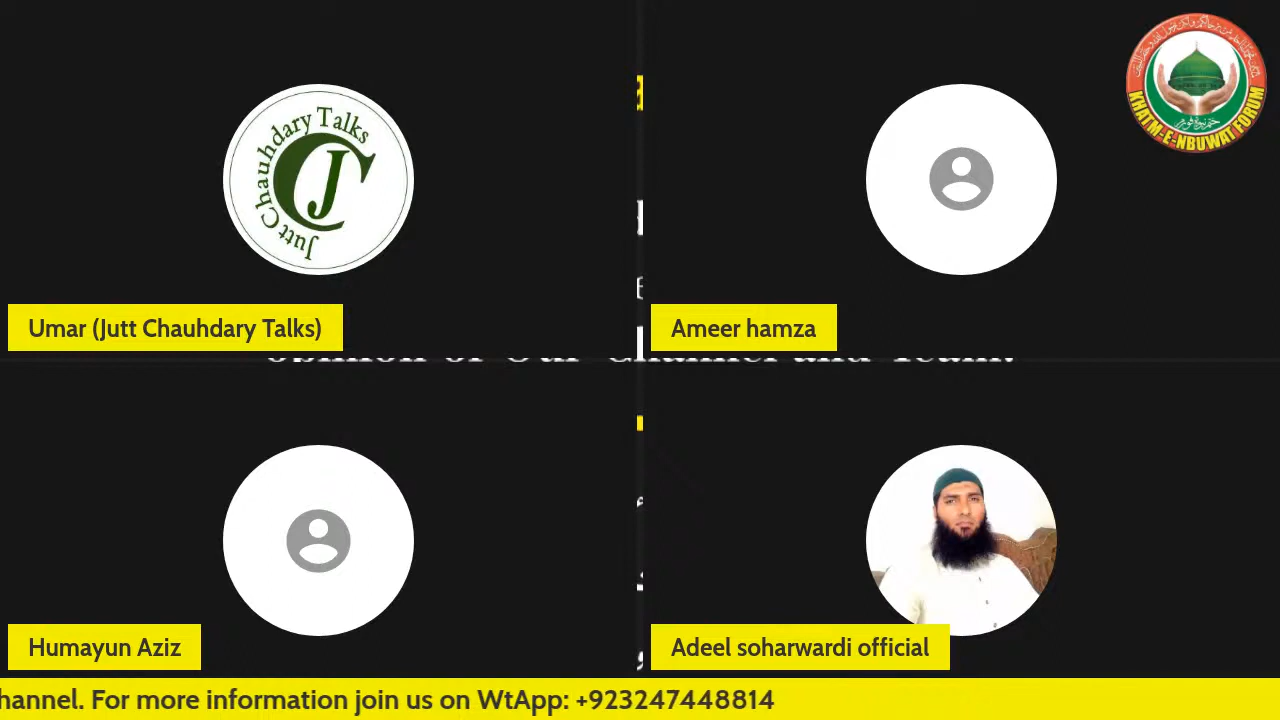 Jutt Chauhdary Talks
CJ
KHATM-E-NBUWAT FORUM
Umar (Jutt Chauhdary Talks)
Ameer hamza
Humayun Aziz
Adeel soharwardi official
hannel. For more information join us on WtApp: +923247448814